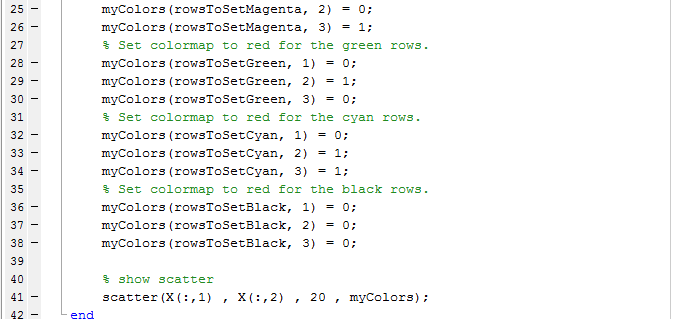 25 – myColors(rowsToSetMagenta, 2) = 0;
26 – myColors(rowsToSetMagenta, 3) = 1;
27 % Set colormap to red for the green rows.
28 – myColors(rowsToSetGreen, 1) = 0;
29 – myColors(rowsToSetGreen, 2) = 1;
30 – myColors(rowsToSetGreen, 3) = 0;
31 % Set colormap to red for the cyan rows.
32 – myColors(rowsToSetCyan, 1) = 0;
33 – myColors(rowsToSetCyan, 2) = 1;
34 – myColors(rowsToSetCyan, 3) = 1;
35 % Set colormap to red for the black rows.
36 – myColors(rowsToSetBlack, 1) = 0;
37 – myColors(rowsToSetBlack, 2) = 0;
38 – myColors(rowsToSetBlack, 3) = 0;
39
40 % show scatter
41 – scatter(X(:,1) , X(:,2) , 20 , myColors);
42 – end